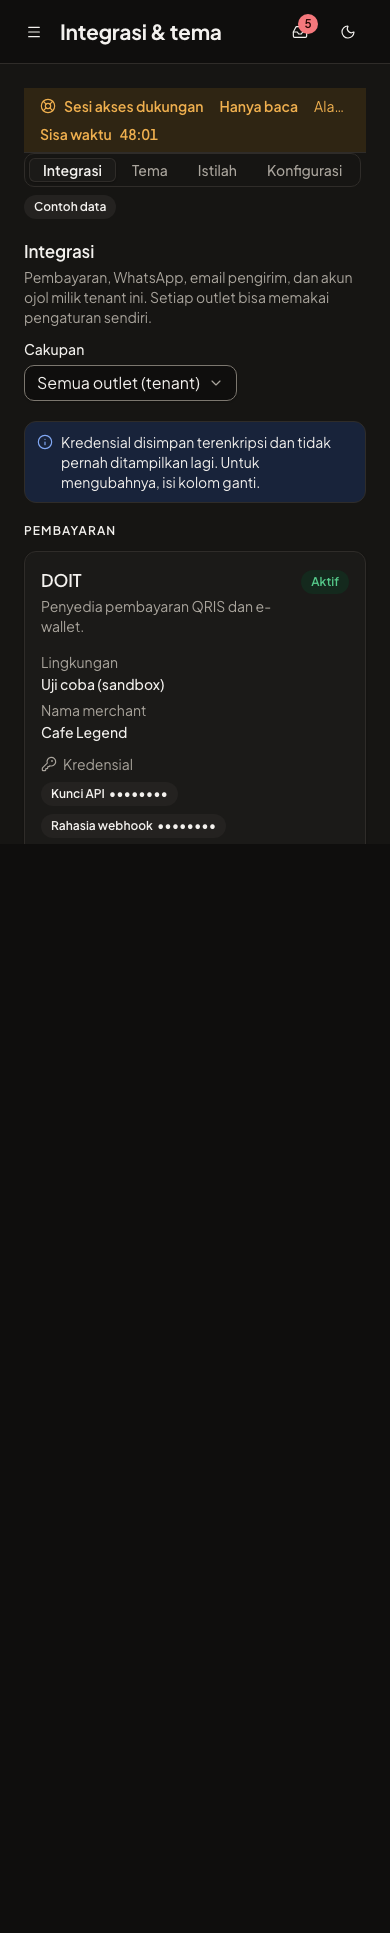 Integrasi & tema
5
Sesi akses dukungan Hanya baca Ala…
Sisa waktu 48:01
Integrasi Tema Istilah Konfigurasi
Contoh data
Integrasi
Pembayaran, WhatsApp, email pengirim, dan akun
ojol milik tenant ini. Setiap outlet bisa memakai
pengaturan sendiri.
Cakupan
Semua outlet (tenant)
Kredensial disimpan terenkripsi dan tidak
pernah ditampilkan lagi. Untuk
mengubahnya, isi kolom ganti.
PEMBAYARAN
DOIT
Aktif
Penyedia pembayaran QRIS dan e-
wallet.
Lingkungan
Uji coba (sandbox)
Nama merchant
Cafe Legend
Kredensial
Kunci API ••••••••
Rahasia webhook ••••••••